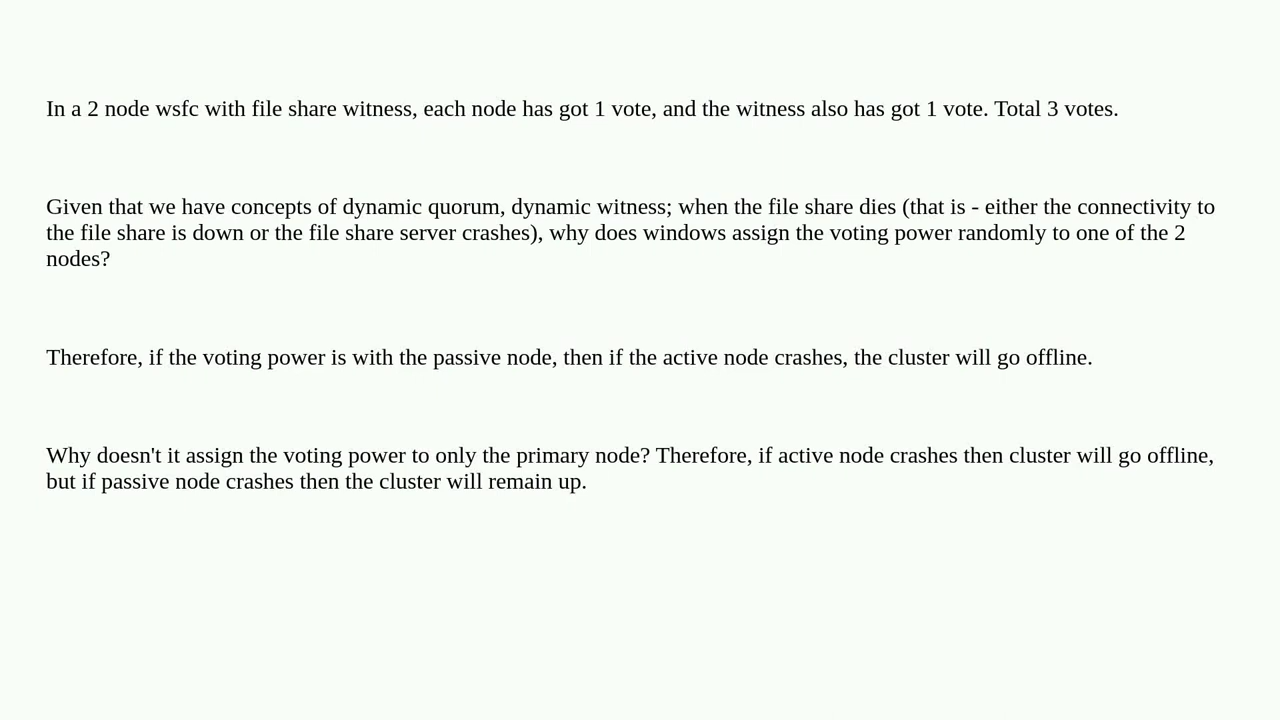 In a 2 node wsfc with file share witness, each node has got 1 vote, and the witness also has got 1 vote. Total 3 votes.
Given that we have concepts of dynamic quorum, dynamic witness; when the file share dies (that is - either the connectivity to
the file share is down or the file share server crashes), why does windows assign the voting power randomly to one of the 2
nodes?
Therefore, if the voting power is with the passive node, then if the active node crashes, the cluster will go offline.
Why doesn't it assign the voting power to only the primary node? Therefore, if active node crashes then cluster will go offline,
but if passive node crashes then the cluster will remain up.